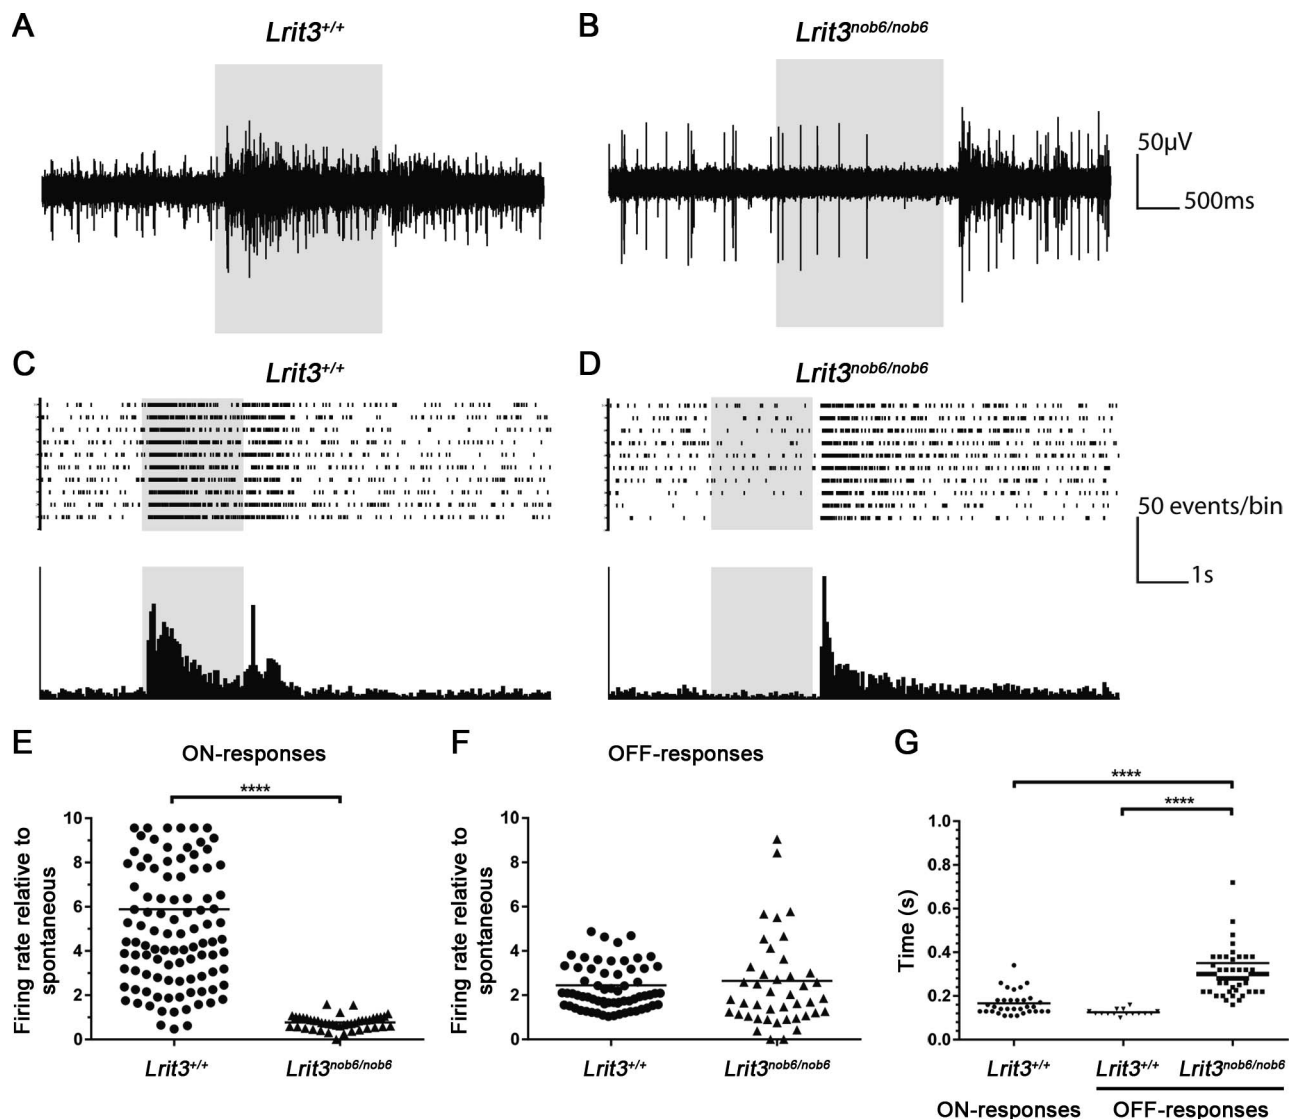 A
Lrit3+/+
B
Lrit3nob6/nob6
50µV
500ms
C
Lrit3+/+
D
Lrit3nob6/nob6
50 events/bin
1s
E
ON-responses
****
Firing rate relative to
spontaneous
10
8
6
4
2
0
Lrit3+/+
Lrit3nob6/nob6
F
OFF-responses
Firing rate relative to
spontaneous
10
8
6
4
2
0
Lrit3+/+
Lrit3nob6/nob6
G
****
****
Time (s)
1.0
0.8
0.6
0.4
0.2
0.0
Lrit3+/+
Lrit3+/+
Lrit3nob6/nob6
ON-responses
OFF-responses